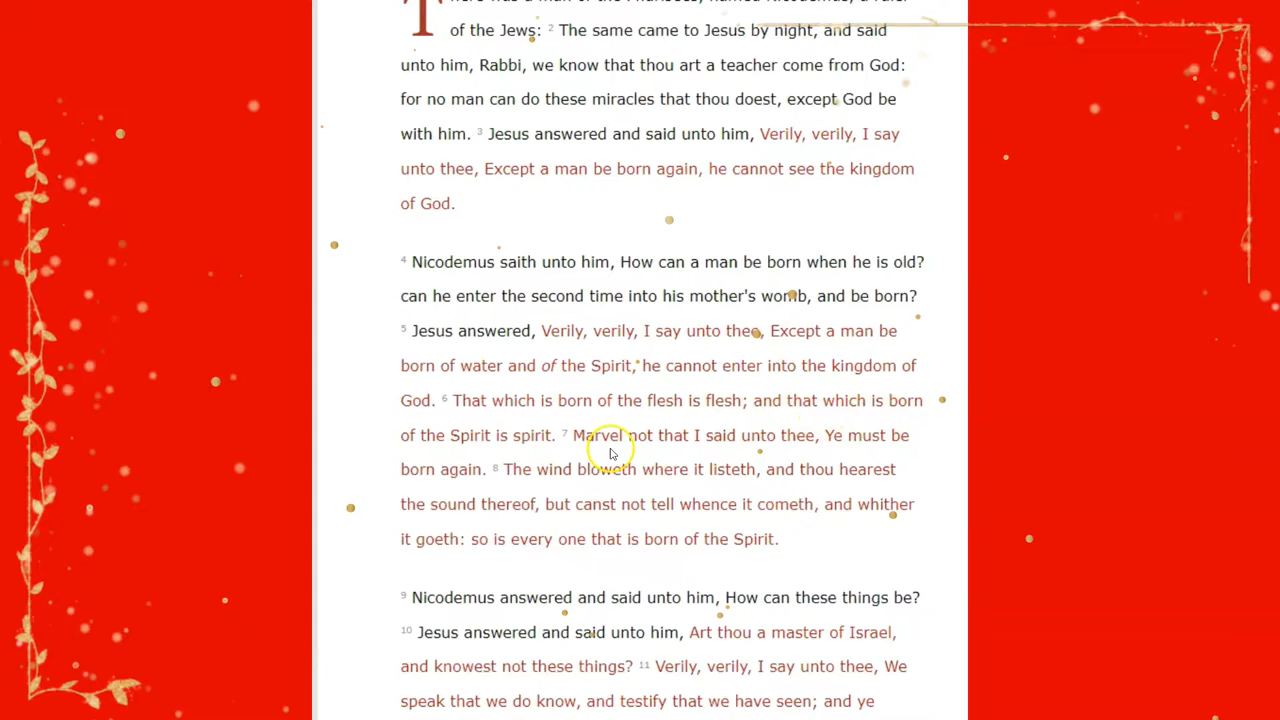 There was a man of the Pharisees, named Nicodemus, a ruler
of the Jews: 2 The same came to Jesus by night, and said
unto him, Rabbi, we know that thou art a teacher come from God:
for no man can do these miracles that thou doest, except God be
with him. 3 Jesus answered and said unto him, Verily, verily, I say
unto thee, Except a man be born again, he cannot see the kingdom
of God.
4 Nicodemus saith unto him, How can a man be born when he is old?
can he enter the second time into his mother's womb, and be born?
5 Jesus answered, Verily, verily, I say unto thee, Except a man be
born of water and of the Spirit, he cannot enter into the kingdom of
God. 6 That which is born of the flesh is flesh; and that which is born
of the Spirit is spirit. 7 Marvel not that I said unto thee, Ye must be
born again. 8 The wind bloweth where it listeth, and thou hearest
the sound thereof, but canst not tell whence it cometh, and whither
it goeth: so is every one that is born of the Spirit.
9 Nicodemus answered and said unto him, How can these things be?
10 Jesus answered and said unto him, Art thou a master of Israel,
and knowest not these things? 11 Verily, verily, I say unto thee, We
speak that we do know, and testify that we have seen; and ye